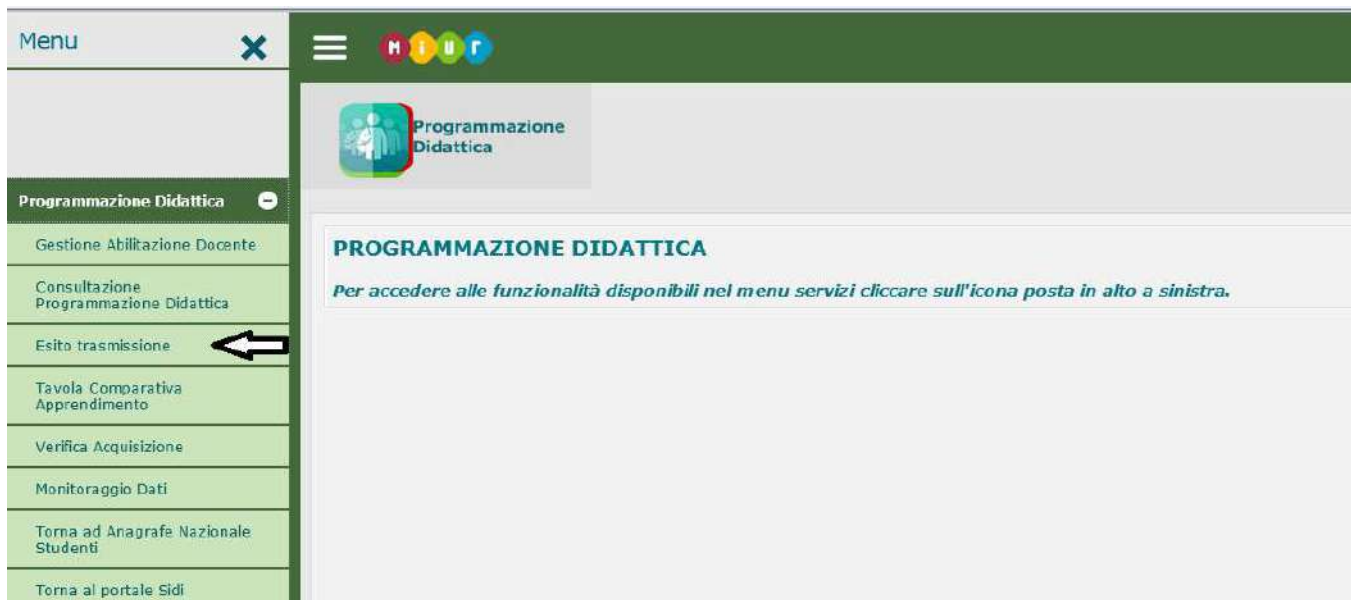 Menu
MIUr
Programmazione
Didattica
Programmazione Didattica
Gestione Abilitazione Docente
Consultazione
Programmazione Didattica
Esito trasmissione
Tavola Comparativa
Apprendimento
Verifica Acquisizione
Monitoraggio Dati
Torna ad Anagrafe Nazionale
Studenti
Torna al portale Sidi
PROGRAMMAZIONE DIDATTICA
Per accedere alle funzionalità disponibili nel menu servizi cliccare sull'icona posta in alto a sinistra.